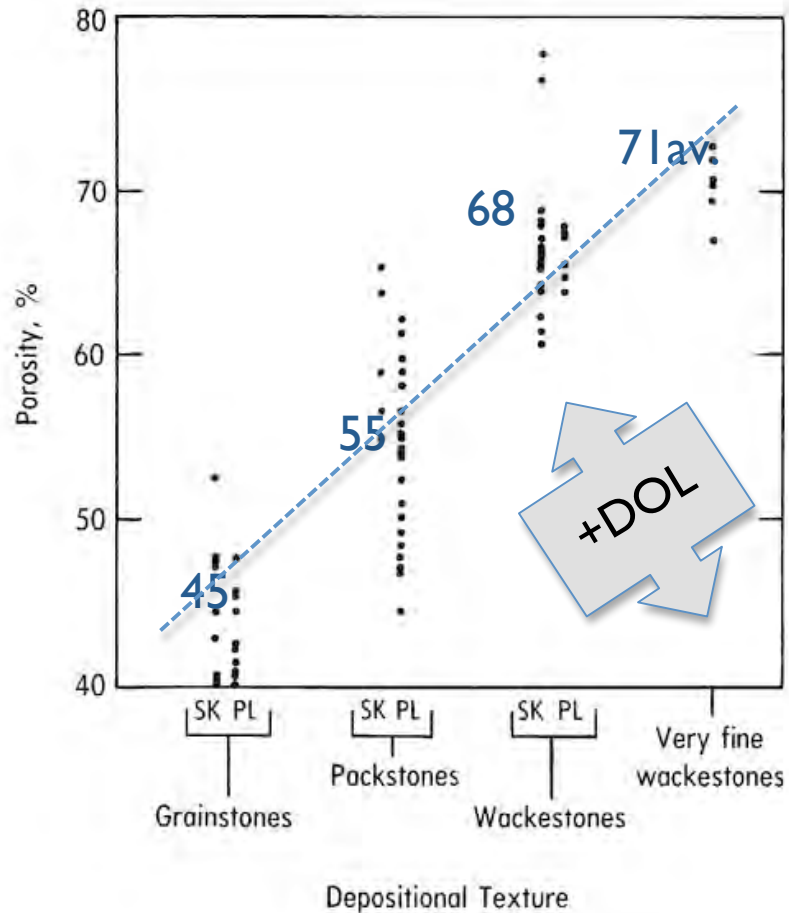 80
71av
70
68
Porosity, %
60
55
+DOL
50
45
40
SK PL
SK PL
SK PL
Very fine
wackestones
Packstones
Grainstones
Wackestones
Depositional Texture